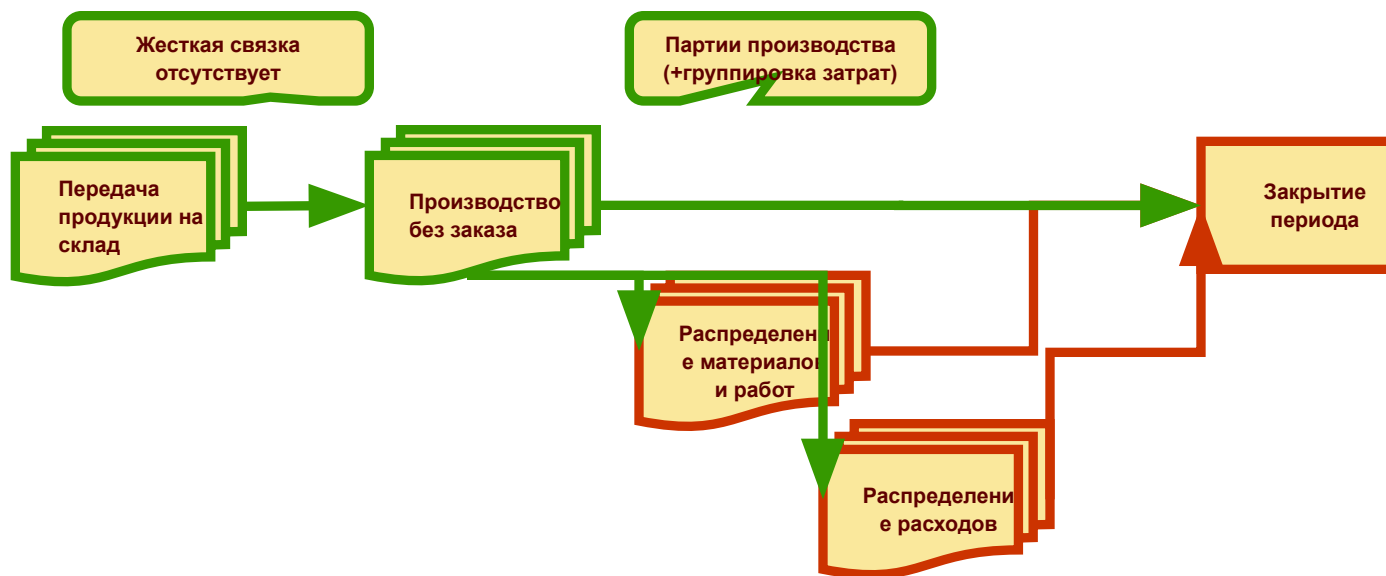 Жесткая связка
отсутствует
Партии производства
(+группировка затрат)
Передача
продукции на
склад
Производство
без заказа
Закрытие
периода
Распределени
е материалов
и работ
Распределени
е расходов